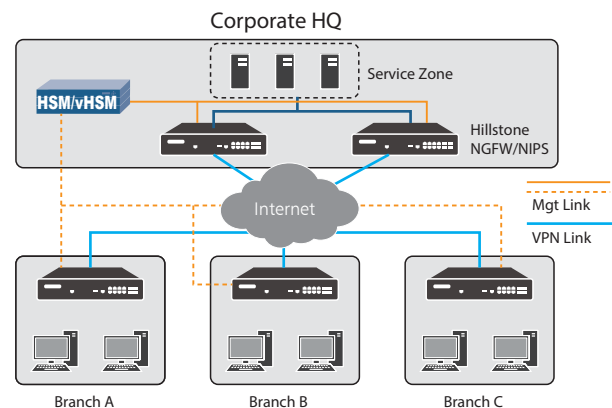 Corporate HQ
Service Zone
HSM/vHSM
Hillstone
NGFW/NIPS
Internet
Mgt Link
VPN Link
Branch A
Branch B
Branch C